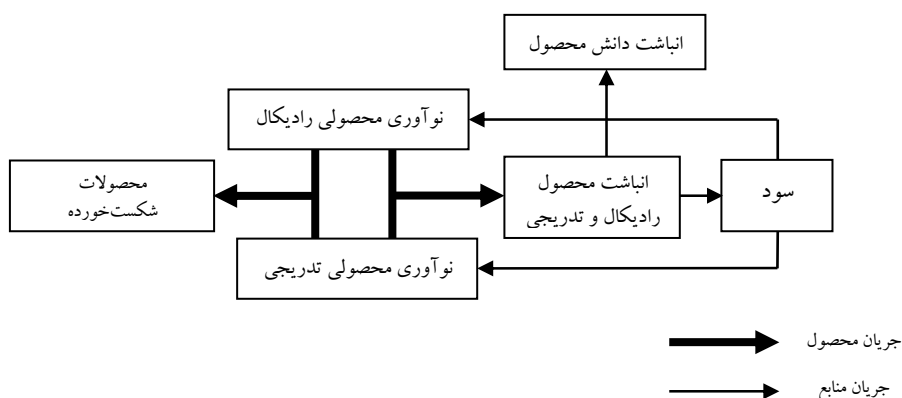 انباشت دانش محصول
نوآوری محصولی رادیکال
محصولات
شکست‌خورده
انباشت محصول
رادیکال و تدریجی
سود
نوآوری محصولی تدریجی
جریان محصول
جریان منابع